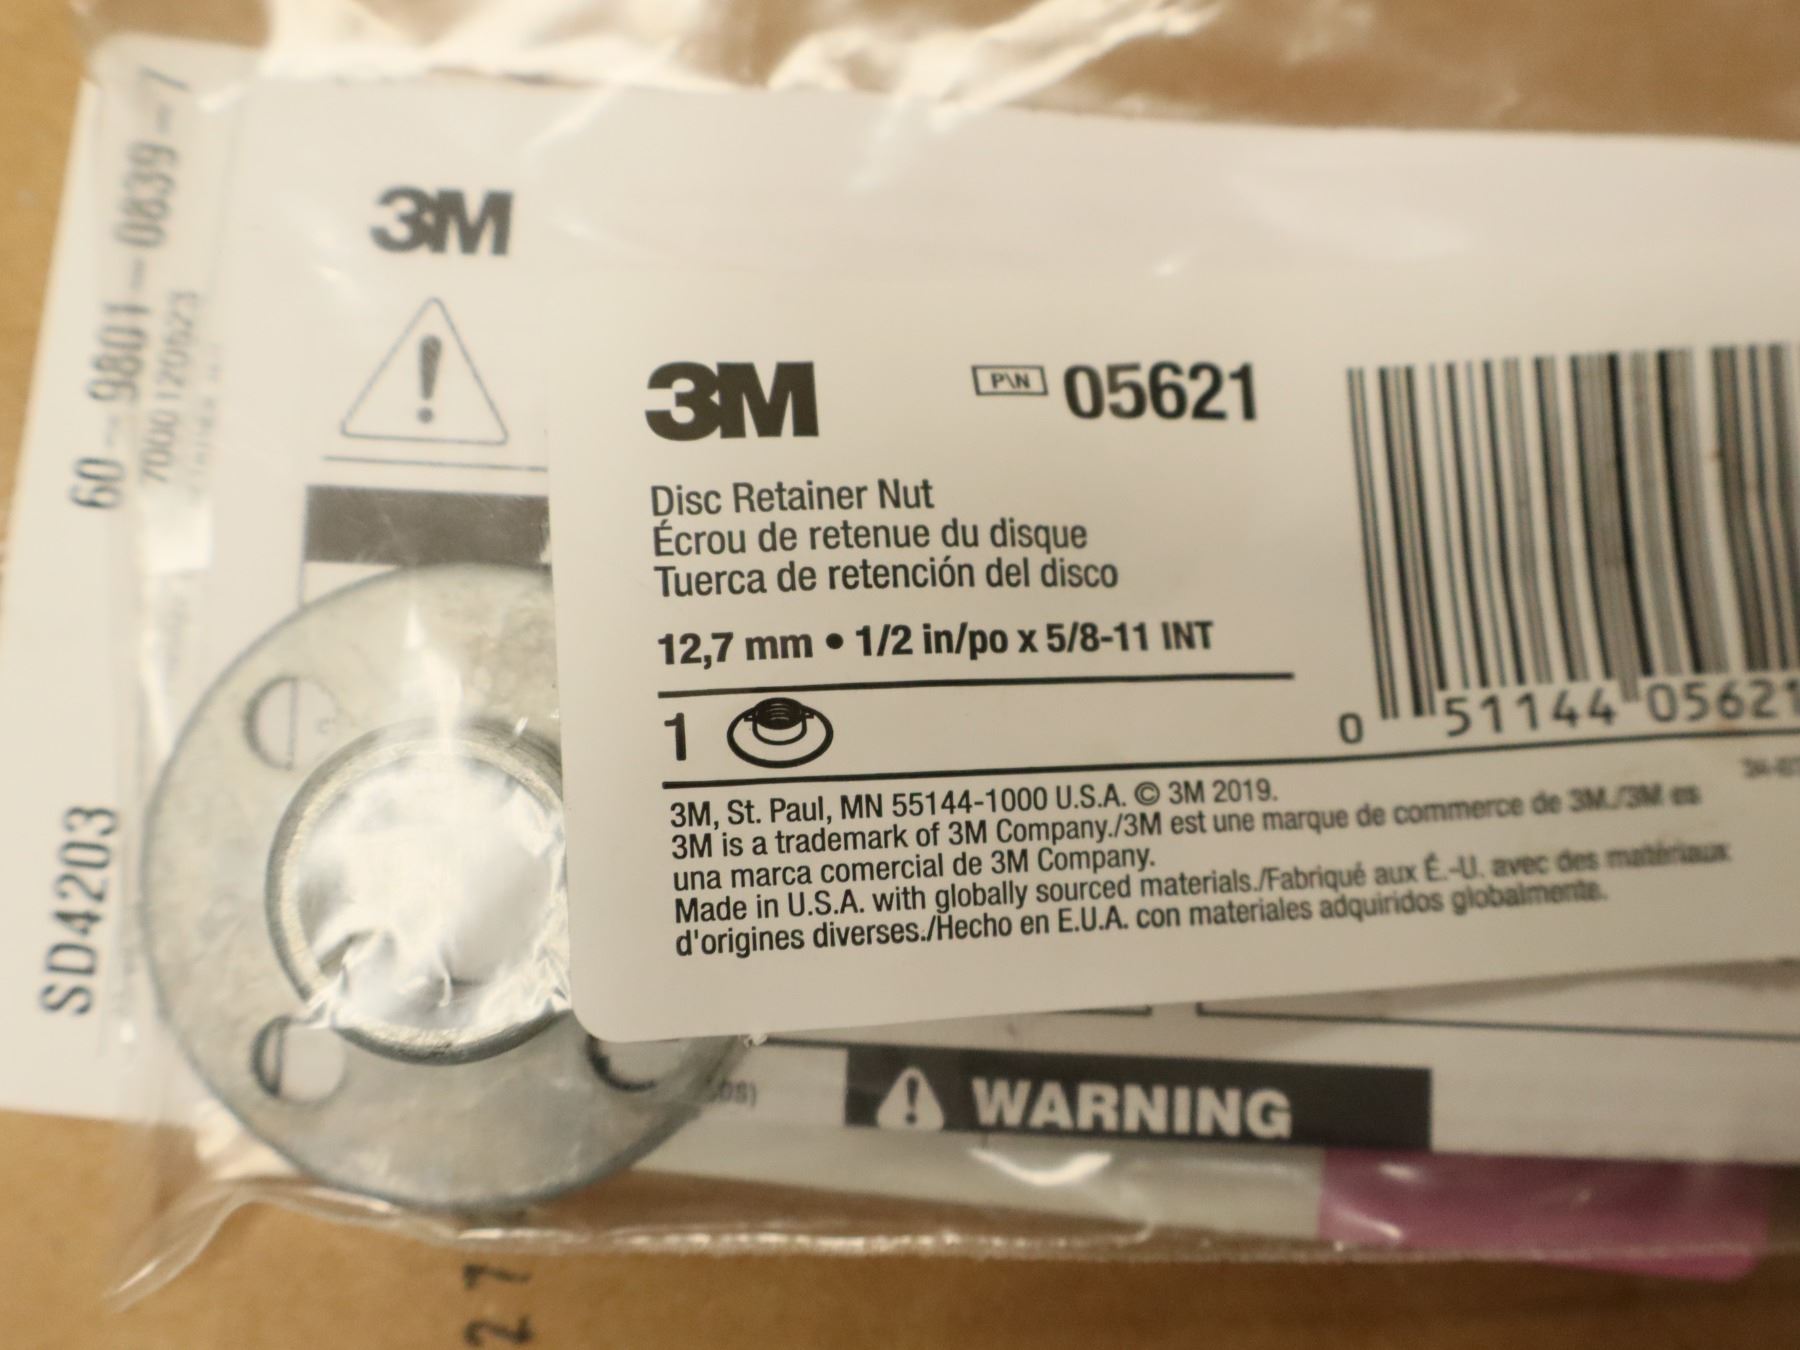 60-9801-0839-7
70001120623
SD4203
3M
3M
P\N 05621
Disc Retainer Nut
Écrou de retenue du disque
Tuerca de retención del disco
12,7 mm • 1/2 in/po x 5/8-11 INT
1
0 51144 05621
3M, St. Paul, MN 55144-1000 U.S.A. © 3M 2019.
3M is a trademark of 3M Company./3M est une marque de commerce de 3M./3M es
una marca comercial de 3M Company.
Made in U.S.A. with globally sourced materials./Fabriqué aux É.-U. avec des matériaux
d'origines diverses./Hecho en E.U.A. con materiales adquiridos globalmente.
WARNING
27